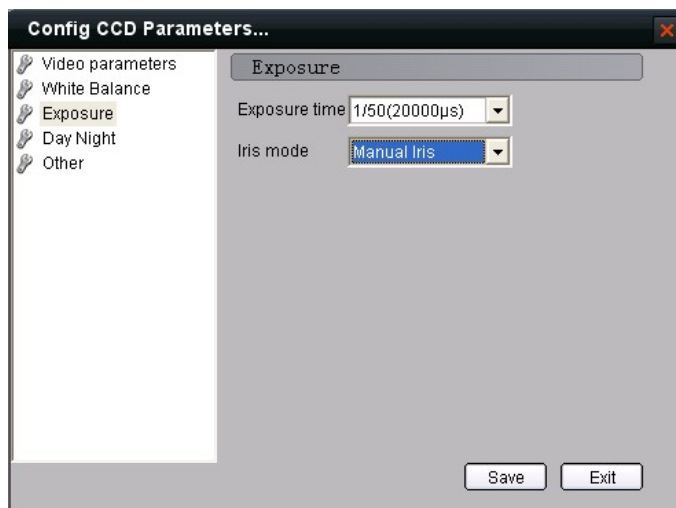 Config CCD Parameters...
Video parameters
White Balance
Exposure
Day Night
Other
Exposure
Exposure time 1/50(20000µs)
Iris mode Manual Iris
Save Exit